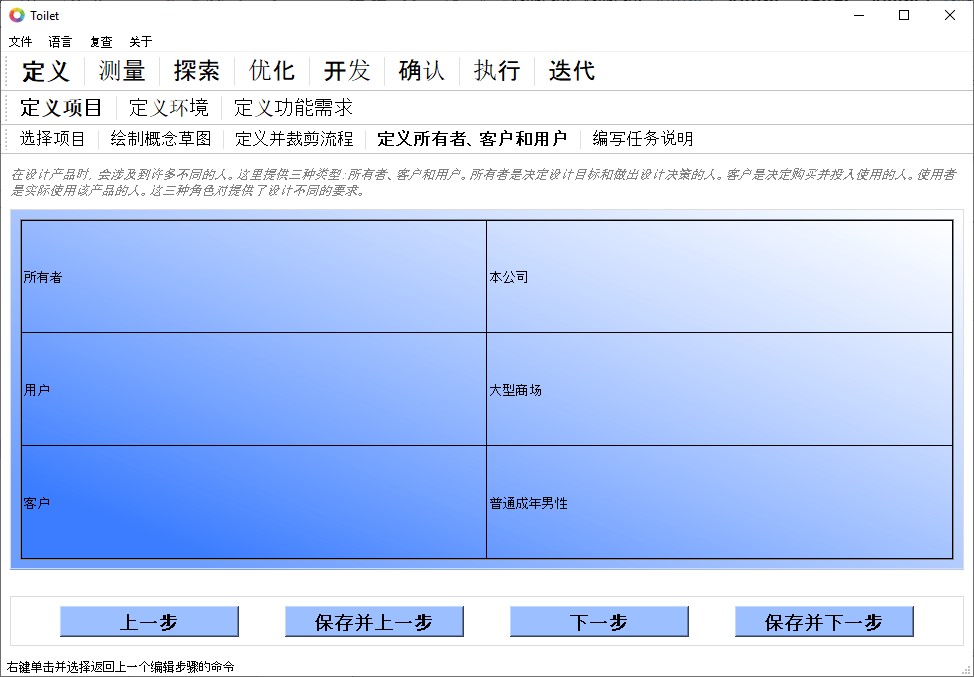 Toilet
文件 语言 复查 关于
定义 测量 探索 优化 开发 确认 执行 迭代
定义项目 定义环境 定义功能需求
选择项目 绘制概念草图 定义并裁剪流程 定义所有者、客户和用户 编写任务说明
在设计产品时，会涉及到许多不同的人。这里提供三种类型：所有者、客户和用户。所有者是决定设计目标和做出设计决策的人。客户是决定购买并投入使用的人。使用者
是实际使用该产品的人。这三种角色对提供了设计不同的要求。
所有者 本公司
用户 大型商场
客户 普通成年男性
上一步 保存并上一步 下一步 保存并下一步
右键单击并选择返回上一个编辑步骤的命令